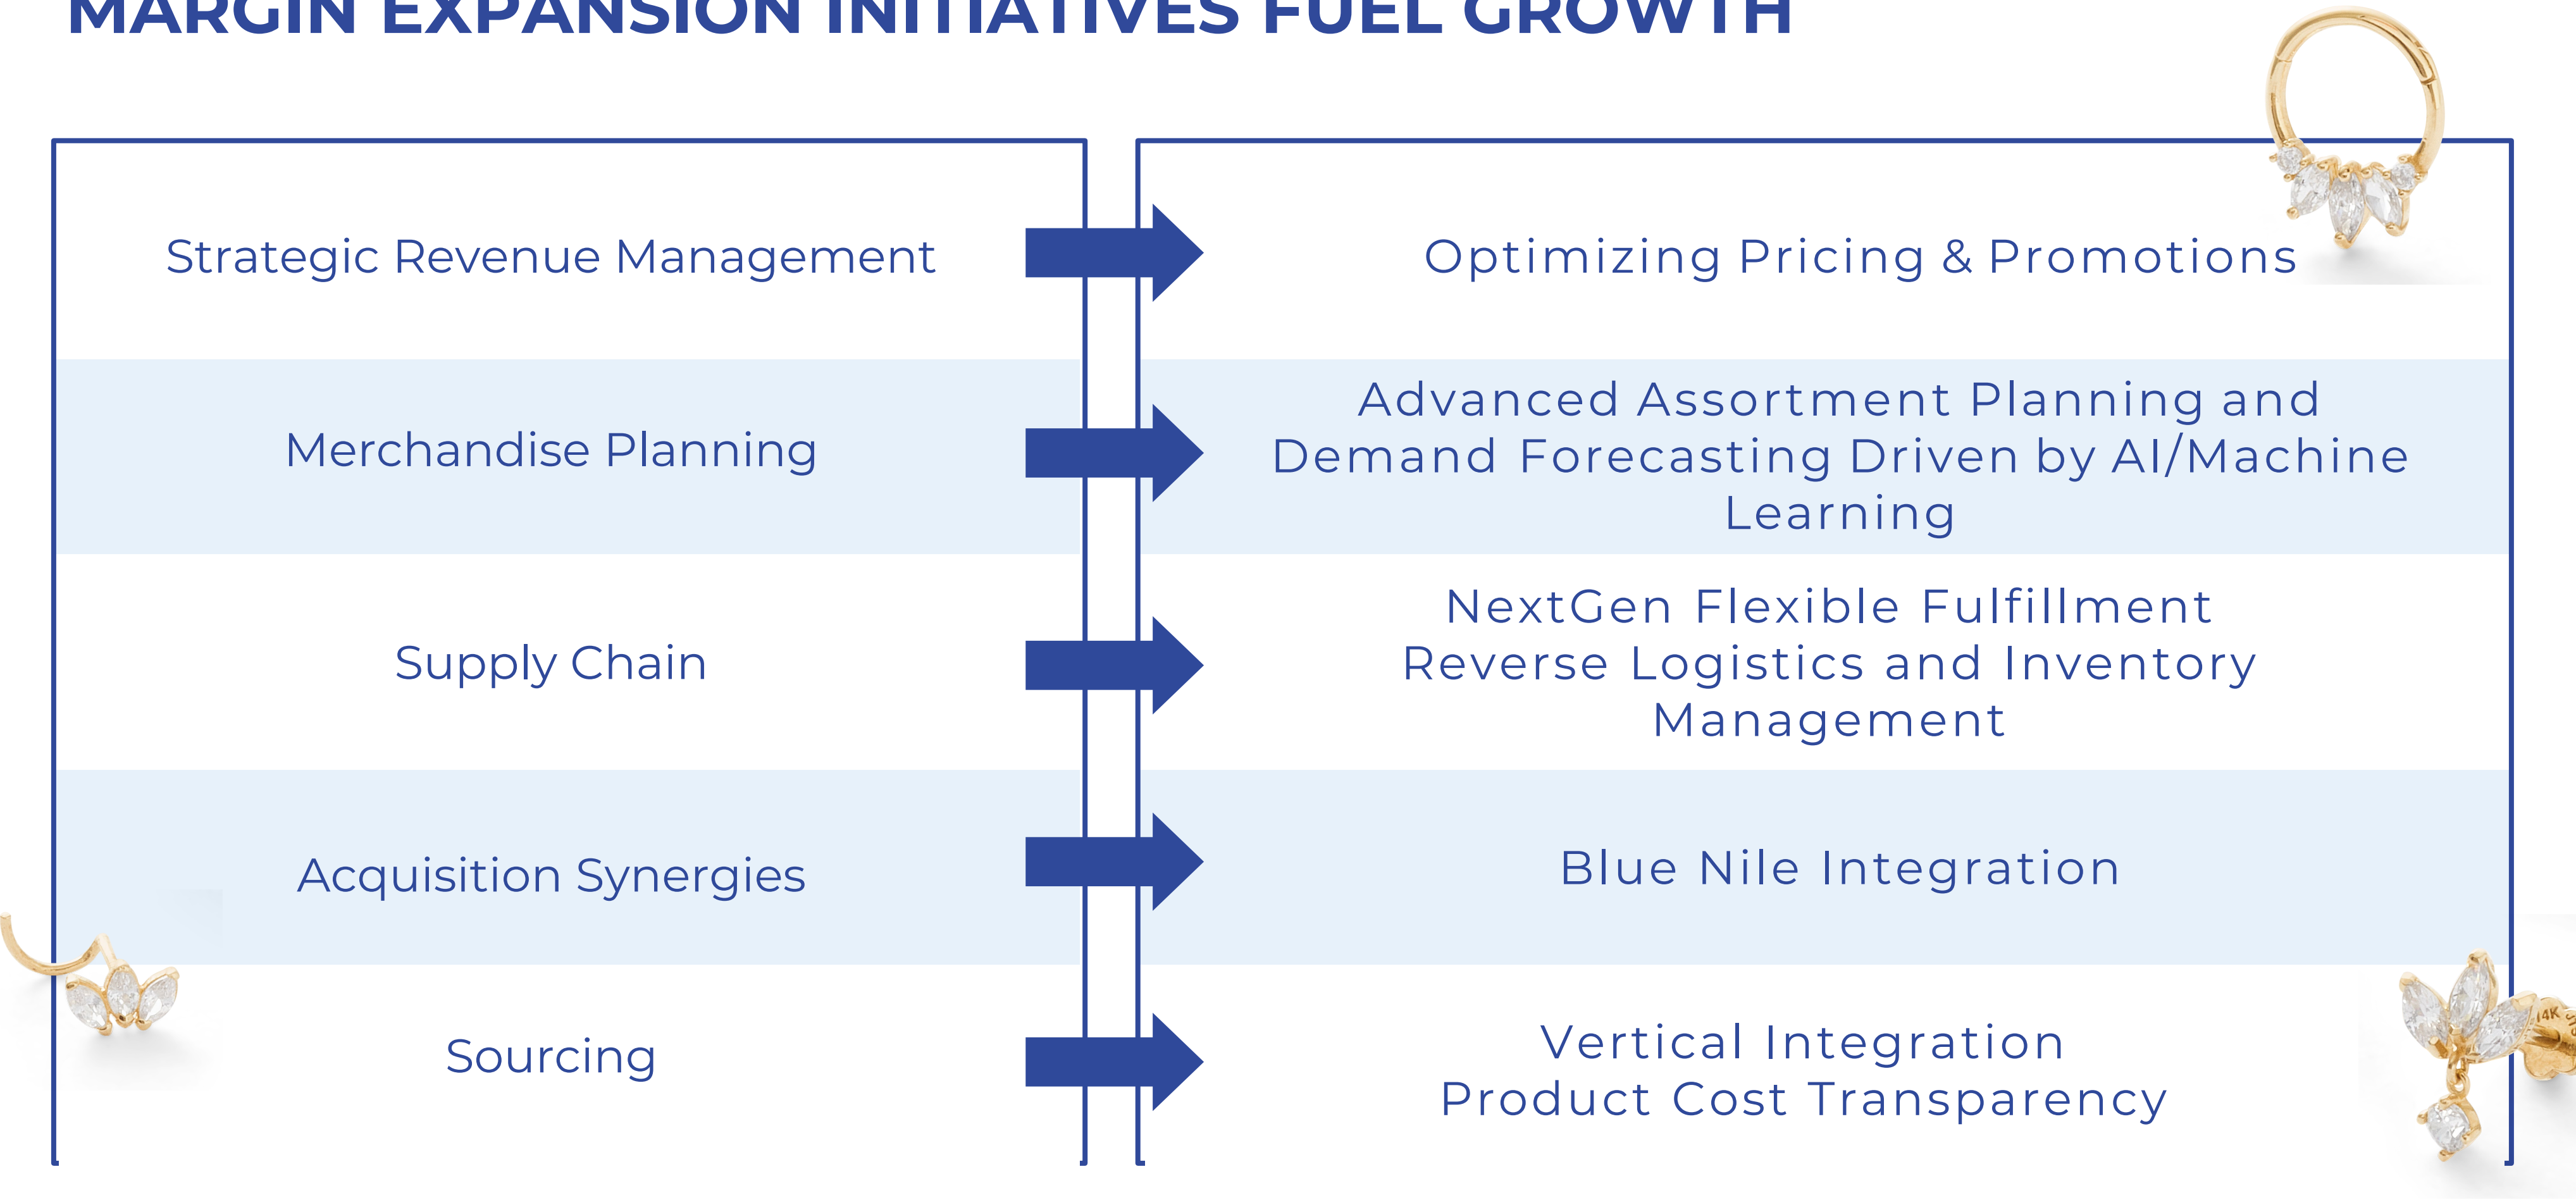 MARGIN EXPANSION INITIATIVES FUEL GROWTH
Strategic Revenue Management
Optimizing Pricing & Promotions
Merchandise Planning
Advanced Assortment Planning and
Demand Forecasting Driven by AI/Machine
Learning
Supply Chain
NextGen Flexible Fulfillment
Reverse Logistics and Inventory
Management
Acquisition Synergies
Blue Nile Integration
Sourcing
Vertical Integration
Product Cost Transparency
14K